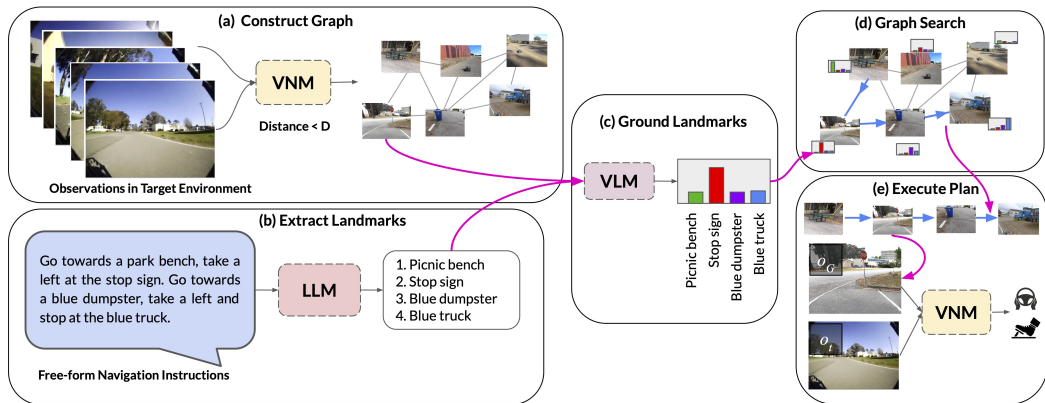 (a) Construct Graph
VNM
Distance < D
Observations in Target Environment
(b) Extract Landmarks
Go towards a park bench, take a
left at the stop sign. Go towards
a blue dumpster, take a left and
stop at the blue truck.
LLM
1. Picnic bench
2. Stop sign
3. Blue dumpster
4. Blue truck
Free-form Navigation Instructions
(c) Ground Landmarks
VLM
Picnic bench
Stop sign
Blue dumpster
Blue truck
(d) Graph Search
(e) Execute Plan
o_G
o_t
VNM